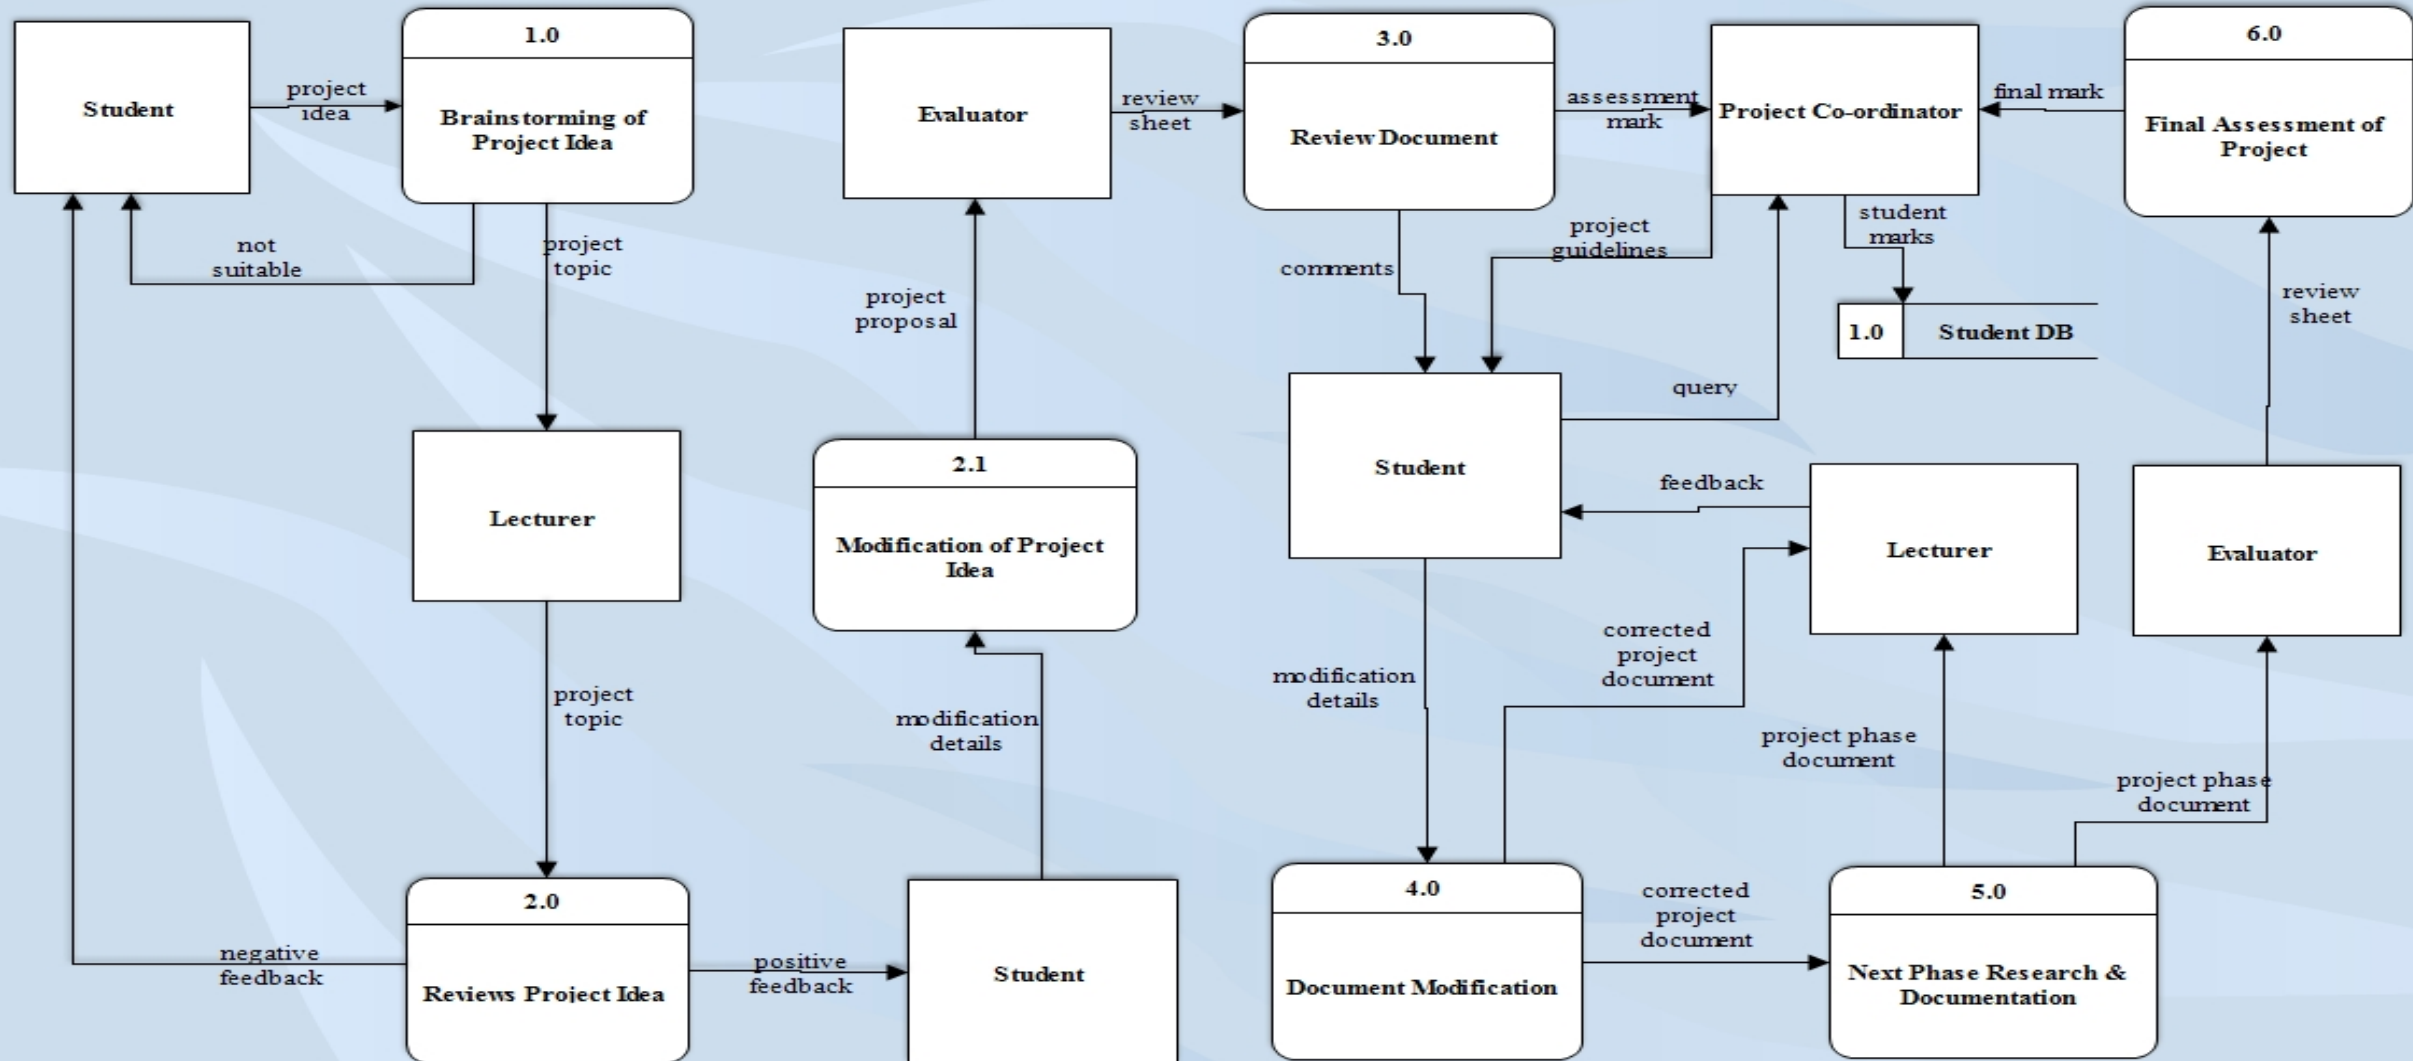 Student
project
idea
1.0
Brainstorming of
Project Idea
not
suitable
project
topic
Lecturer
project
topic
2.0
Reviews Project Idea
negative
feedback
positive
feedback
Student
modification
details
2.1
Modification of Project
Idea
project
proposal
Evaluator
review
sheet
3.0
Review Document
assessment
mark
Project Co-ordinator
final mark
6.0
Final Assessment of
Project
comments
project
guidelines
student
marks
1.0
Student DB
review
sheet
query
Student
feedback
Lecturer
Evaluator
modification
details
corrected
project
document
project phase
document
project phase
document
4.0
Document Modification
corrected
project
document
5.0
Next Phase Research &
Documentation